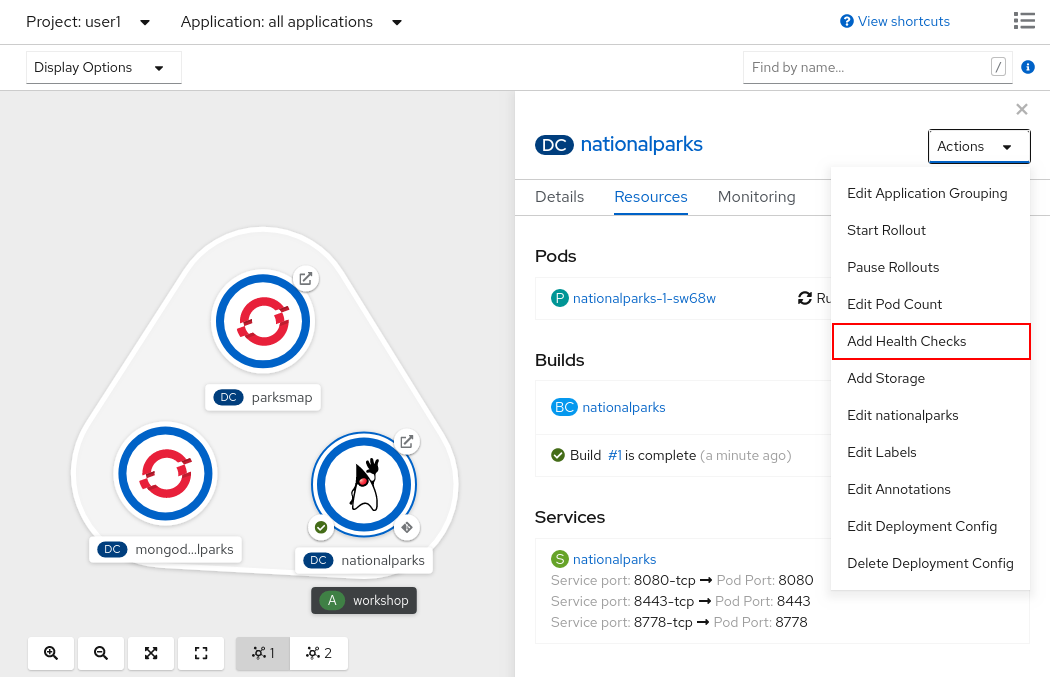 Project: user1
Application: all applications
View shortcuts
Display Options
Find by name...
/
DC nationalparks
Actions
Details
Resources
Monitoring
Edit Application Grouping
Start Rollout
Pause Rollouts
Edit Pod Count
Add Health Checks
Add Storage
Edit nationalparks
Edit Labels
Edit Annotations
Edit Deployment Config
Delete Deployment Config
Pods
P nationalparks-1-sw68w
Ru
Builds
BC nationalparks
Build #1 is complete (a minute ago)
Services
S nationalparks
Service port: 8080-tcp → Pod Port: 8080
Service port: 8443-tcp → Pod Port: 8443
Service port: 8778-tcp → Pod Port: 8778
DC parksmap
DC mongod...lparks
DC nationalparks
A workshop
1
2